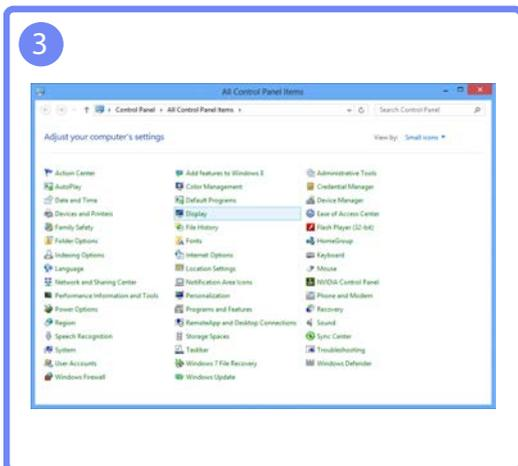 3
All Control Panel Items
Control Panel All Control Panel Items Search Control Panel
Adjust your computer's settings View by: Small icons
Action Center Add features to Windows 8 Administrative Tools
AutoPlay Color Management Credential Manager
Date and Time Default Programs Device Manager
Devices and Printers Display Ease of Access Center
Family Safety File History Flash Player (32-bit)
Folder Options Fonts HomeGroup
Indexing Options Internet Options Keyboard
Language Location Settings Mouse
Network and Sharing Center Notification Area Icons NVIDIA Control Panel
Performance Information and Tools Personalization Phone and Modem
Power Options Programs and Features Recovery
Region RemoteApp and Desktop Connections Sound
Speech Recognition Storage Spaces Sync Center
System Taskbar Troubleshooting
User Accounts Windows 7 File Recovery Windows Defender
Windows Firewall Windows Update